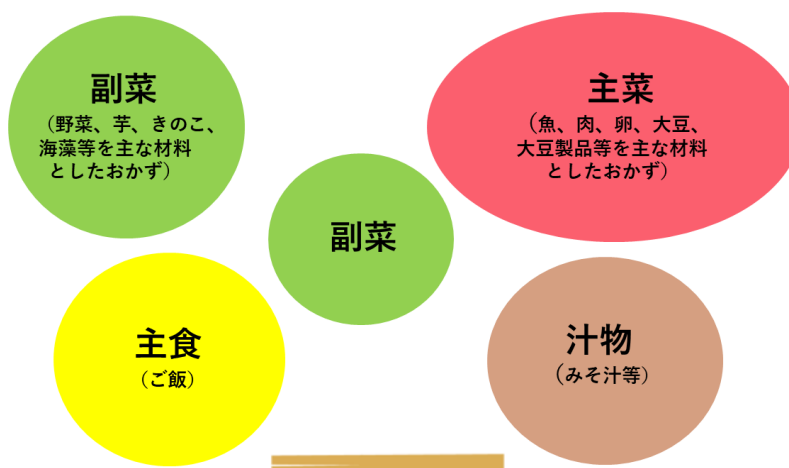 副菜
（野菜、芋、きのこ、
海藻等を主な材料
としたおかず）
主菜
（魚、肉、卵、大豆、
大豆製品等を主な材料
としたおかず）
副菜
主食
（ご飯）
汁物
（みそ汁等）